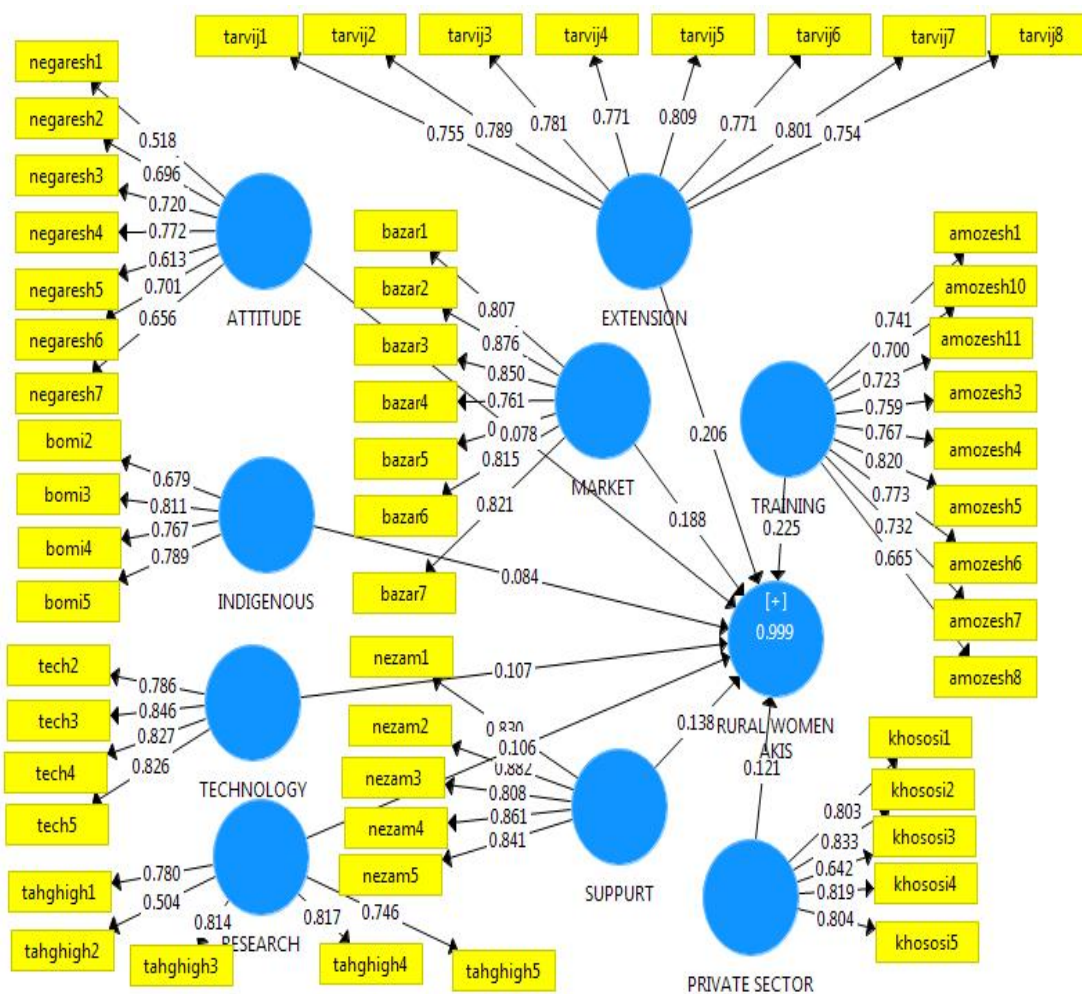 tarvij1
tarvij2
tarvij3
tarvij4
tarvij5
tarvij6
tarvij7
tarvij8
0.755
0.789
0.781
0.771
0.809
0.771
0.801
0.754
EXTENSION
0.206
negaresh1
negaresh2
negaresh3
negaresh4
negaresh5
negaresh6
negaresh7
0.518
0.696
0.720
0.772
0.613
0.701
0.656
ATTITUDE
0.078
bazar1
bazar2
bazar3
bazar4
bazar5
bazar6
bazar7
0.807
0.876
0.850
0.761
0.815
0.821
MARKET
0.188
amozesh1
amozesh10
amozesh11
amozesh3
amozesh4
amozesh5
amozesh6
amozesh7
amozesh8
0.741
0.700
0.723
0.759
0.767
0.820
0.773
0.732
0.665
TRAINING
0.225
bomi2
bomi3
bomi4
bomi5
0.679
0.811
0.767
0.789
INDIGENOUS
0.084
[+]
0.999
RURAL WOMEN
AKIS
tech2
tech3
tech4
tech5
0.786
0.846
0.827
0.826
TECHNOLOGY
0.107
nezam1
nezam2
nezam3
nezam4
nezam5
0.830
0.882
0.808
0.861
0.841
SUPPURT
0.138
tahghigh1
tahghigh2
tahghigh3
tahghigh4
tahghigh5
0.780
0.504
0.814
0.817
0.746
RESEARCH
0.106
khososi1
khososi2
khososi3
khososi4
khososi5
0.803
0.833
0.642
0.819
0.804
PRIVATE SECTOR
0.121